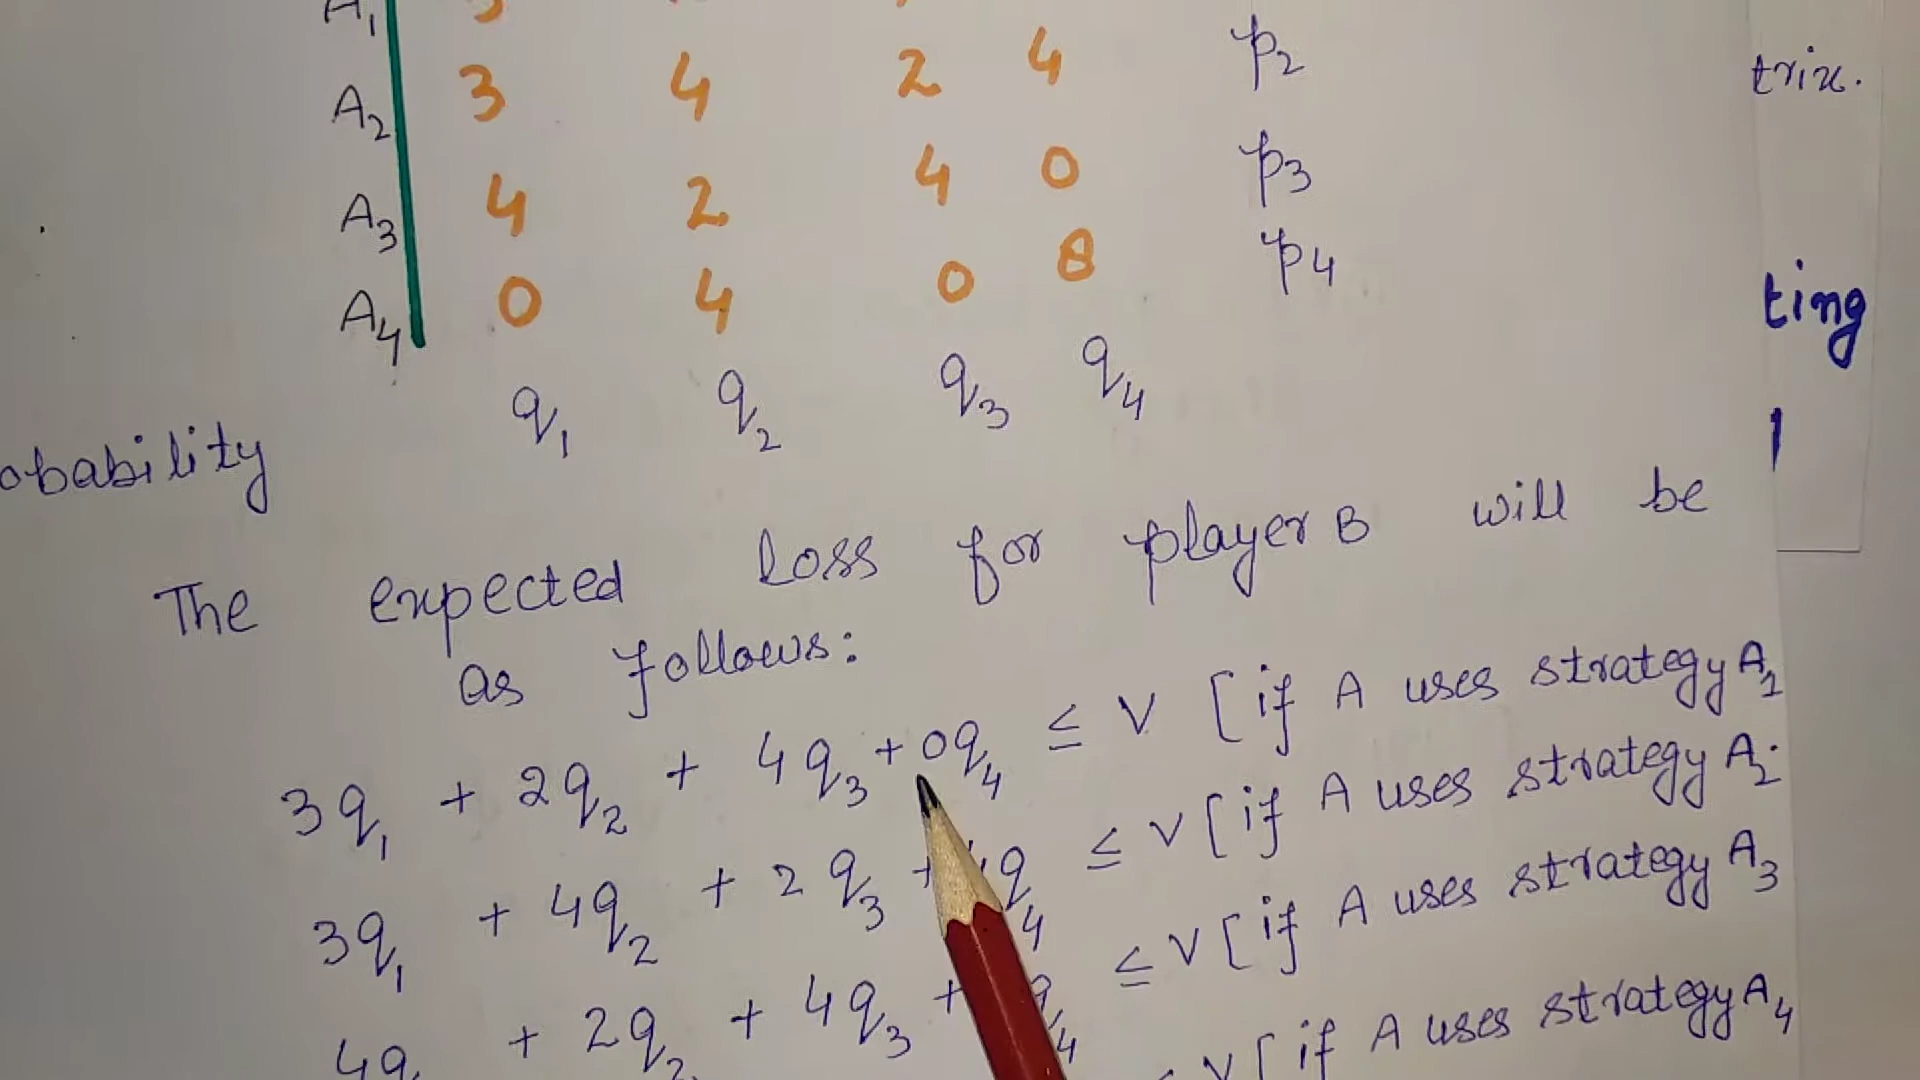 A1 3
A2 3 4 2 4 p2
A3 4 2 4 0 p3
A4 0 4 0 8 p4
q1 q2 q3 q4
obability
The expected loss for player B will be
as follows:
3q1 + 2q2 + 4q3 + 0q4 ≤ V [if A uses strategy A1
3q1 + 4q2 + 2q3 + 4q4 ≤ V [if A uses strategy A2.
+ 2q2 + 4q3 + q4 ≤ V [if A uses strategy A3
V [if A uses strategy A4
trix.
ting